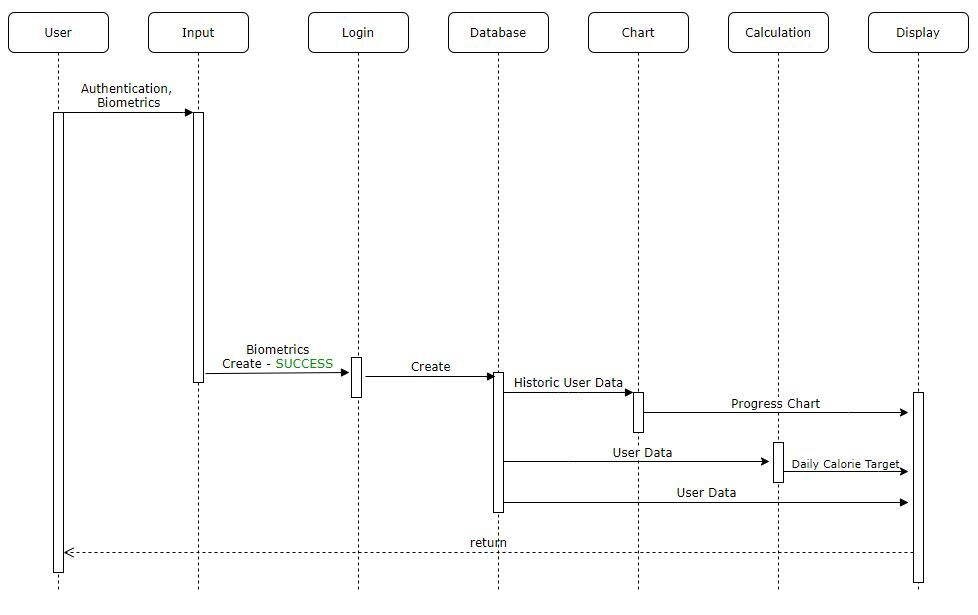 User
Input
Login
Database
Chart
Calculation
Display
Authentication,
Biometrics
Biometrics
Create - SUCCESS
Create
Historic User Data
Progress Chart
User Data
Daily Calorie Target
User Data
return